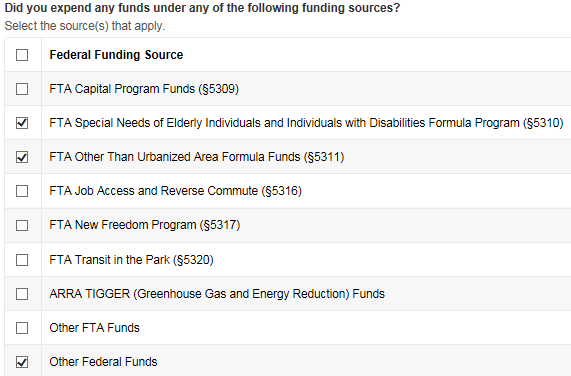 Did you expend any funds under any of the following funding sources?
Select the source(s) that apply.
Federal Funding Source
FTA Capital Program Funds (§5309)
FTA Special Needs of Elderly Individuals and Individuals with Disabilities Formula Program (§5310)
FTA Other Than Urbanized Area Formula Funds (§5311)
FTA Job Access and Reverse Commute (§5316)
FTA New Freedom Program (§5317)
FTA Transit in the Park (§5320)
ARRA TIGGER (Greenhouse Gas and Energy Reduction) Funds
Other FTA Funds
Other Federal Funds